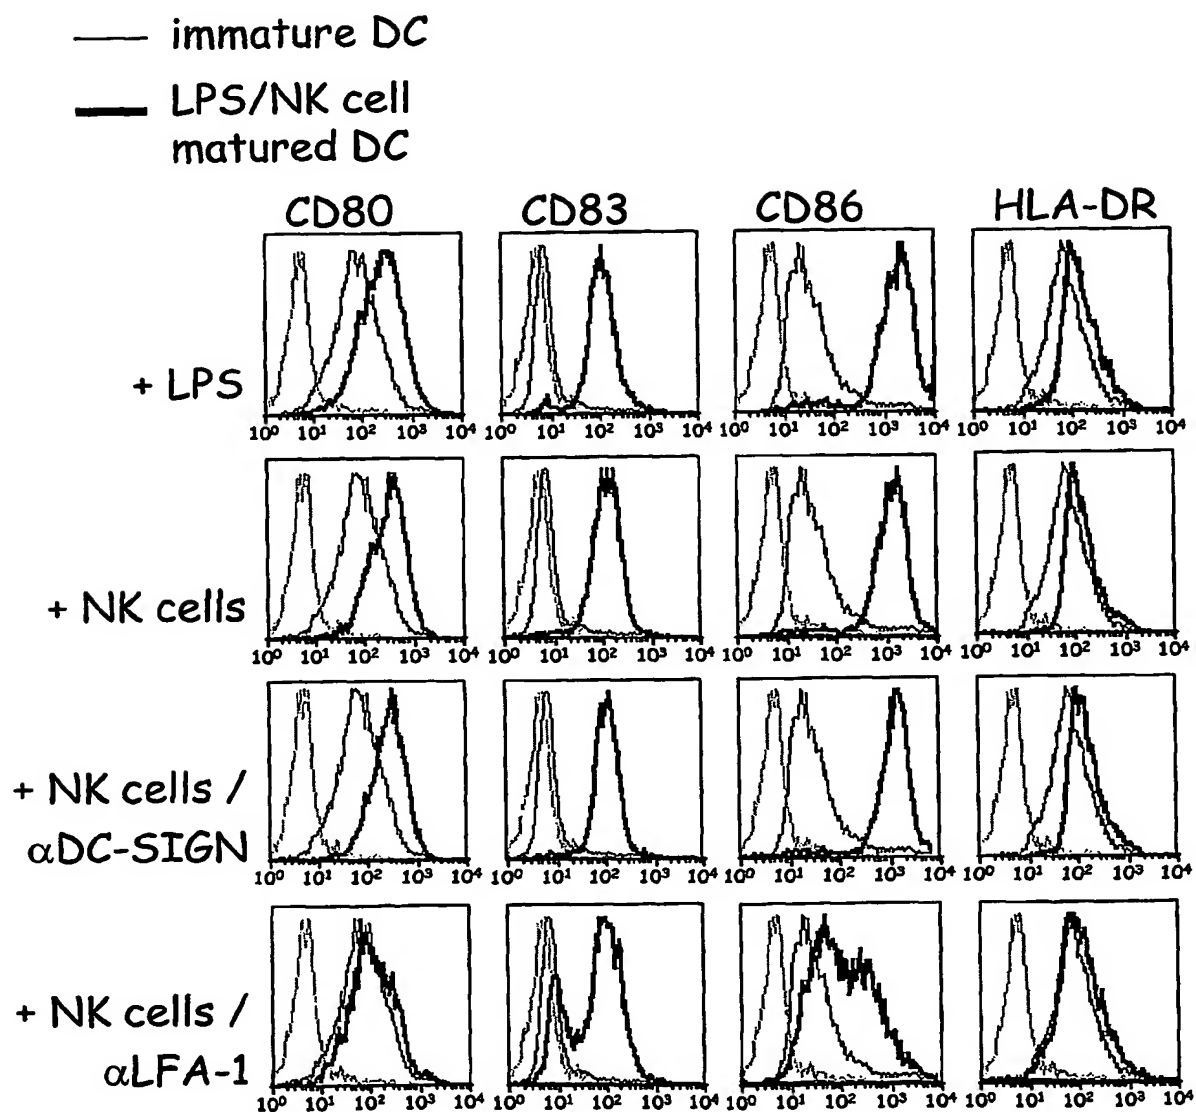 immature DC
LPS/NK cell
matured DC
CD80 CD83 CD86 HLA-DR
+ LPS
10⁰ 10¹ 10² 10³ 10⁴ 10⁰ 10¹ 10² 10³ 10⁴ 10⁰ 10¹ 10² 10³ 10⁴ 10⁰ 10¹ 10² 10³ 10⁴
+ NK cells
10⁰ 10¹ 10² 10³ 10⁴ 10⁰ 10¹ 10² 10³ 10⁴ 10⁰ 10¹ 10² 10³ 10⁴ 10⁰ 10¹ 10² 10³ 10⁴
+ NK cells /
αDC-SIGN
10⁰ 10¹ 10² 10³ 10⁴ 10⁰ 10¹ 10² 10³ 10⁴ 10⁰ 10¹ 10² 10³ 10⁴ 10⁰ 10¹ 10² 10³ 10⁴
+ NK cells /
αLFA-1
10⁰ 10¹ 10² 10³ 10⁴ 10⁰ 10¹ 10² 10³ 10⁴ 10⁰ 10¹ 10² 10³ 10⁴ 10⁰ 10¹ 10² 10³ 10⁴